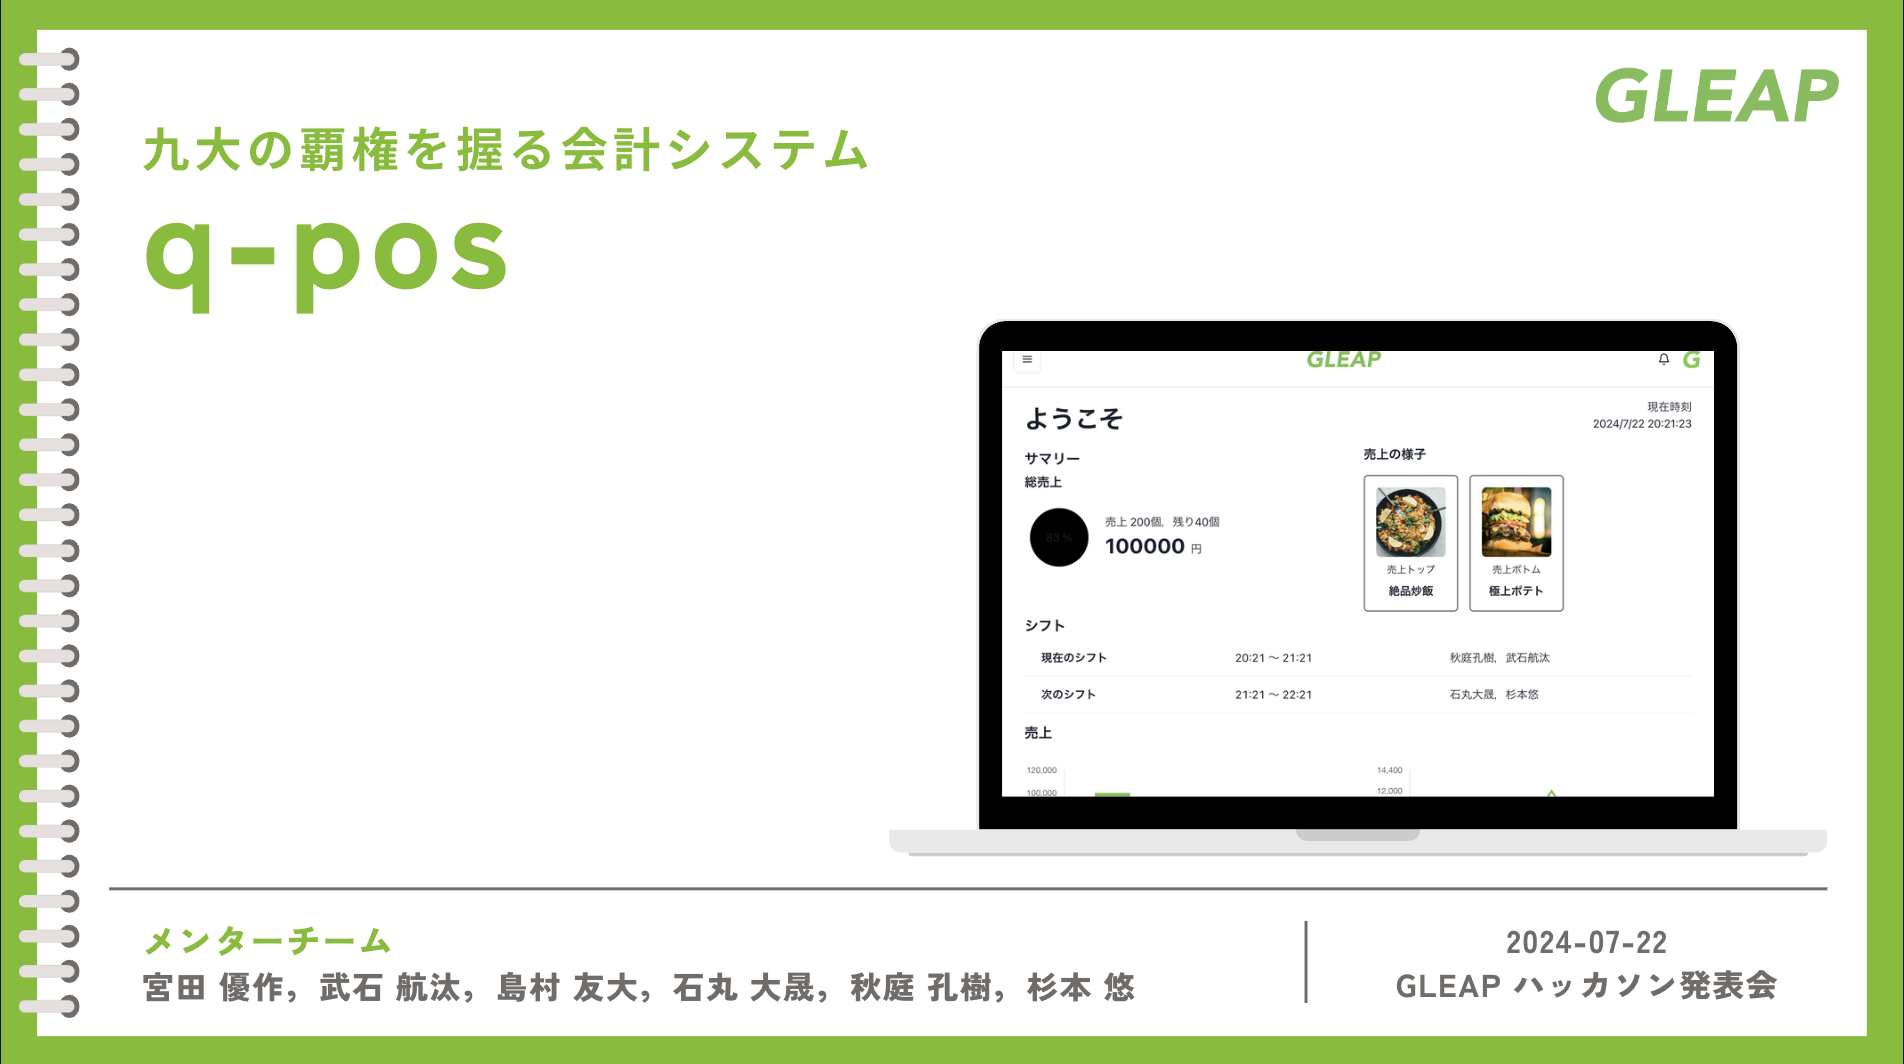 GLEAP
九大の覇権を握る会計システム
q-pos
GLEAP
G
ようこそ
現在時刻
2024/7/22 20:21:23
サマリー
総売上
83 %
売上 200個, 残り40個
100000 円
売上の様子
売上トップ
絶品炒飯
売上ボトム
極上ポテト
シフト
現在のシフト 20:21 〜 21:21 秋庭孔樹, 武石航汰
次のシフト 21:21 〜 22:21 石丸大晟, 杉本悠
売上
120,000
100,000
14,400
12,000
メンターチーム
宮田 優作, 武石 航汰, 島村 友大, 石丸 大晟, 秋庭 孔樹, 杉本 悠
2024-07-22
GLEAP ハッカソン発表会